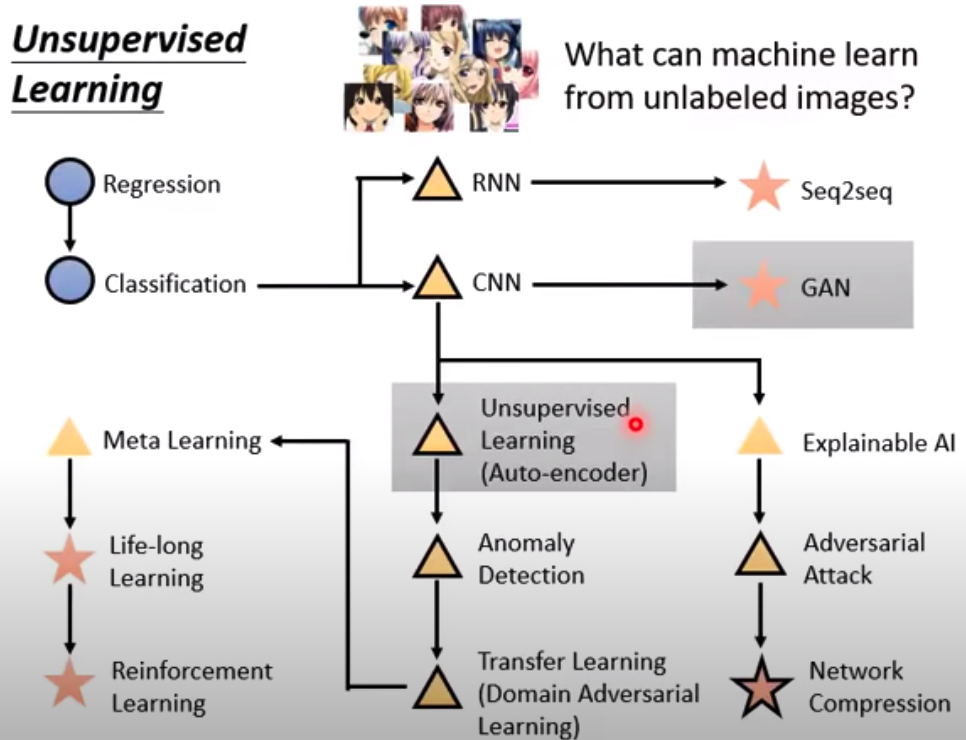 Unsupervised
Learning
What can machine learn
from unlabeled images?
Regression
RNN
Seq2seq
Classification
CNN
GAN
Unsupervised
Learning
(Auto-encoder)
Meta Learning
Explainable AI
Life-long
Learning
Anomaly
Detection
Adversarial
Attack
Reinforcement
Learning
Transfer Learning
(Domain Adversarial
Learning)
Network
Compression